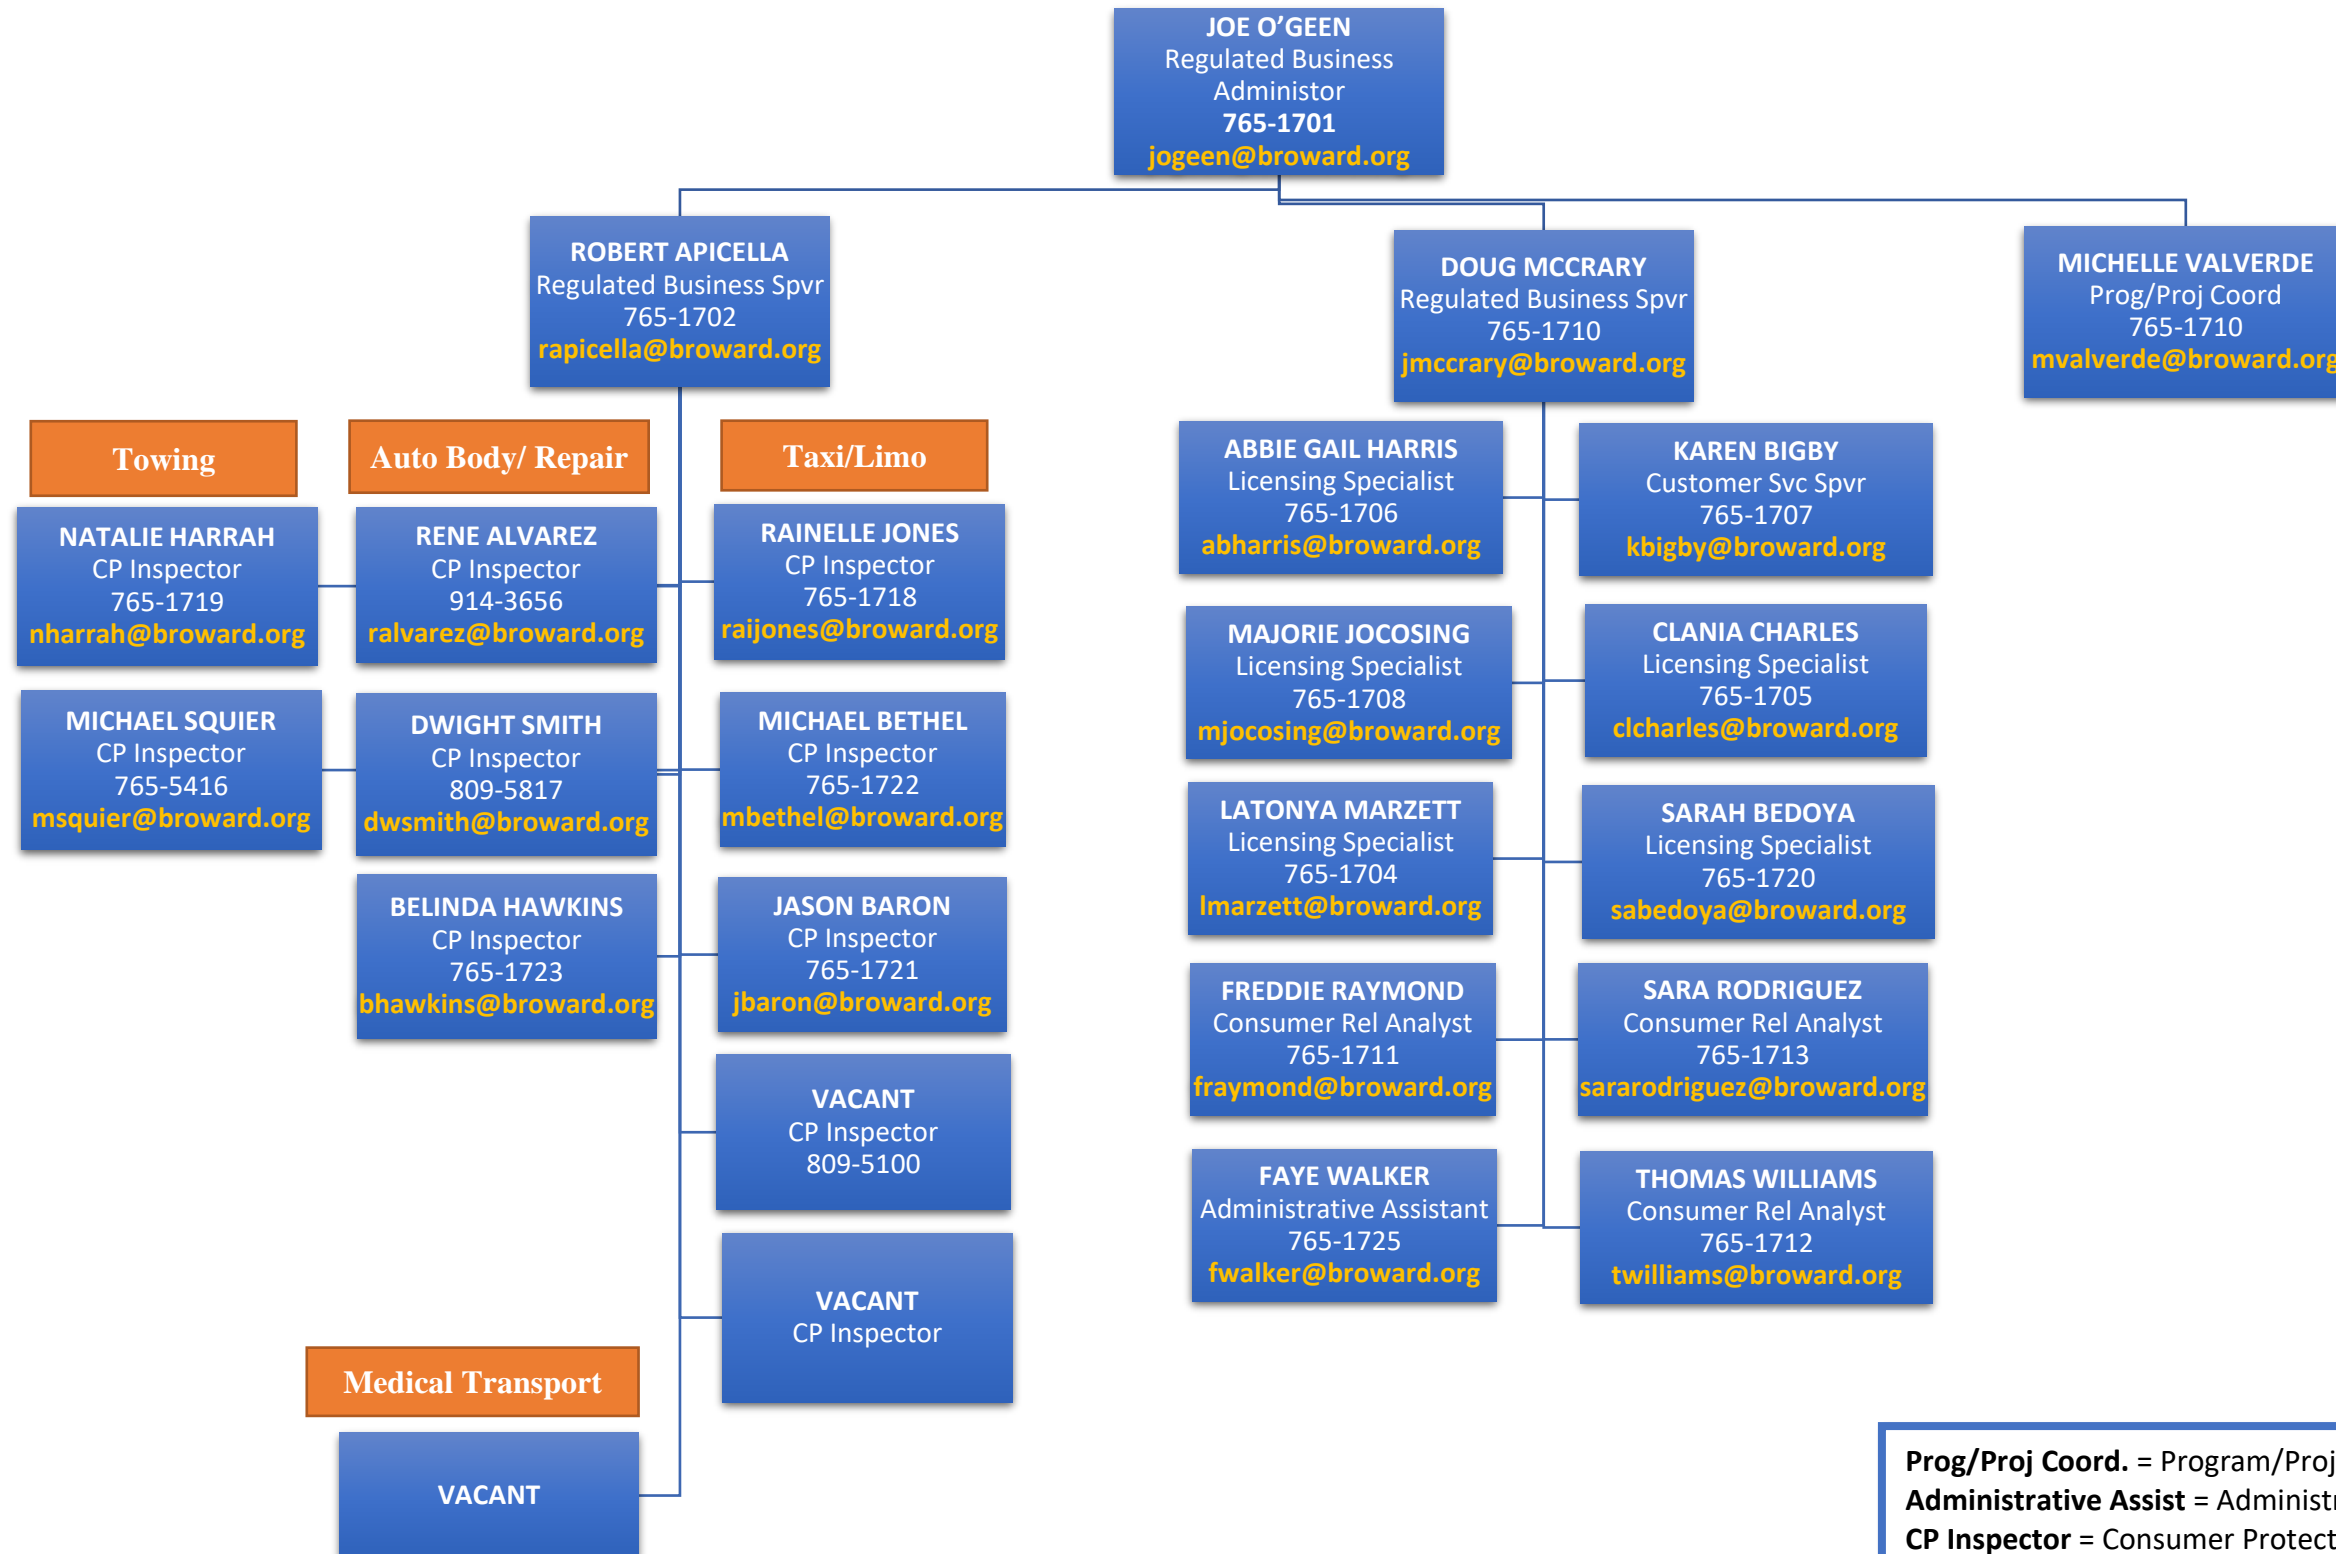 JOE O’GEEN
Regulated Business
Administor
765-1701
jogeen@broward.org
ROBERT APICELLA
Regulated Business Spvr
765-1702
rapicella@broward.org
DOUG MCCRARY
Regulated Business Spvr
765-1710
jmccrary@broward.org
MICHELLE VALVERDE
Prog/Proj Coord
765-1710
mvalverde@broward.org
Towing
NATALIE HARRAH
CP Inspector
765-1719
nharrah@broward.org
MICHAEL SQUIER
CP Inspector
765-5416
msquier@broward.org
Auto Body/ Repair
RENE ALVAREZ
CP Inspector
914-3656
ralvarez@broward.org
DWIGHT SMITH
CP Inspector
809-5817
dwsmith@broward.org
BELINDA HAWKINS
CP Inspector
765-1723
bhawkins@broward.org
Taxi/Limo
RAINELLE JONES
CP Inspector
765-1718
raijones@broward.org
MICHAEL BETHEL
CP Inspector
765-1722
mbethel@broward.org
JASON BARON
CP Inspector
765-1721
jbaron@broward.org
VACANT
CP Inspector
809-5100
VACANT
CP Inspector
Medical Transport
VACANT
ABBIE GAIL HARRIS
Licensing Specialist
765-1706
abharris@broward.org
KAREN BIGBY
Customer Svc Spvr
765-1707
kbigby@broward.org
MAJORIE JOCOSING
Licensing Specialist
765-1708
mjocosing@broward.org
CLANIA CHARLES
Licensing Specialist
765-1705
clcharles@broward.org
LATONYA MARZETT
Licensing Specialist
765-1704
lmarzett@broward.org
SARAH BEDOYA
Licensing Specialist
765-1720
sabedoya@broward.org
FREDDIE RAYMOND
Consumer Rel Analyst
765-1711
fraymond@broward.org
SARA RODRIGUEZ
Consumer Rel Analyst
765-1713
sararodriguez@broward.org
FAYE WALKER
Administrative Assistant
765-1725
fwalker@broward.org
THOMAS WILLIAMS
Consumer Rel Analyst
765-1712
twilliams@broward.org
Prog/Proj Coord. = Program/Proj
Administrative Assist = Administr
CP Inspector = Consumer Protect